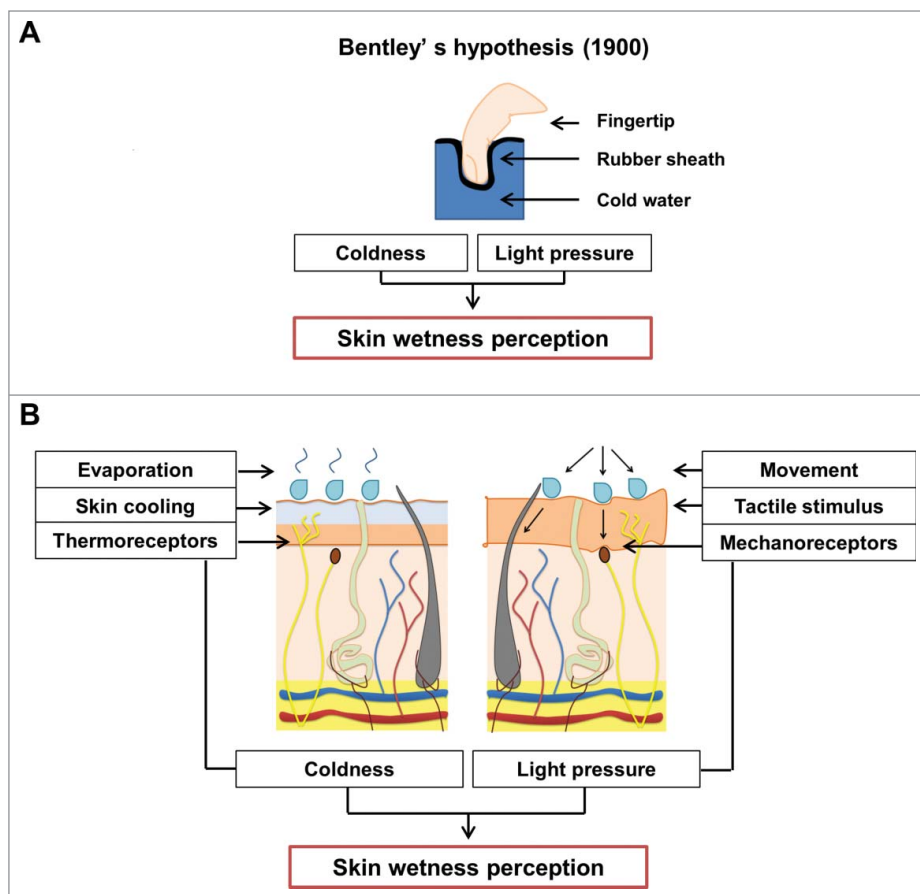 A
Bentley’ s hypothesis (1900)
Fingertip
Rubber sheath
Cold water
Coldness
Light pressure
Skin wetness perception
B
Evaporation
Skin cooling
Thermoreceptors
Movement
Tactile stimulus
Mechanoreceptors
Coldness
Light pressure
Skin wetness perception